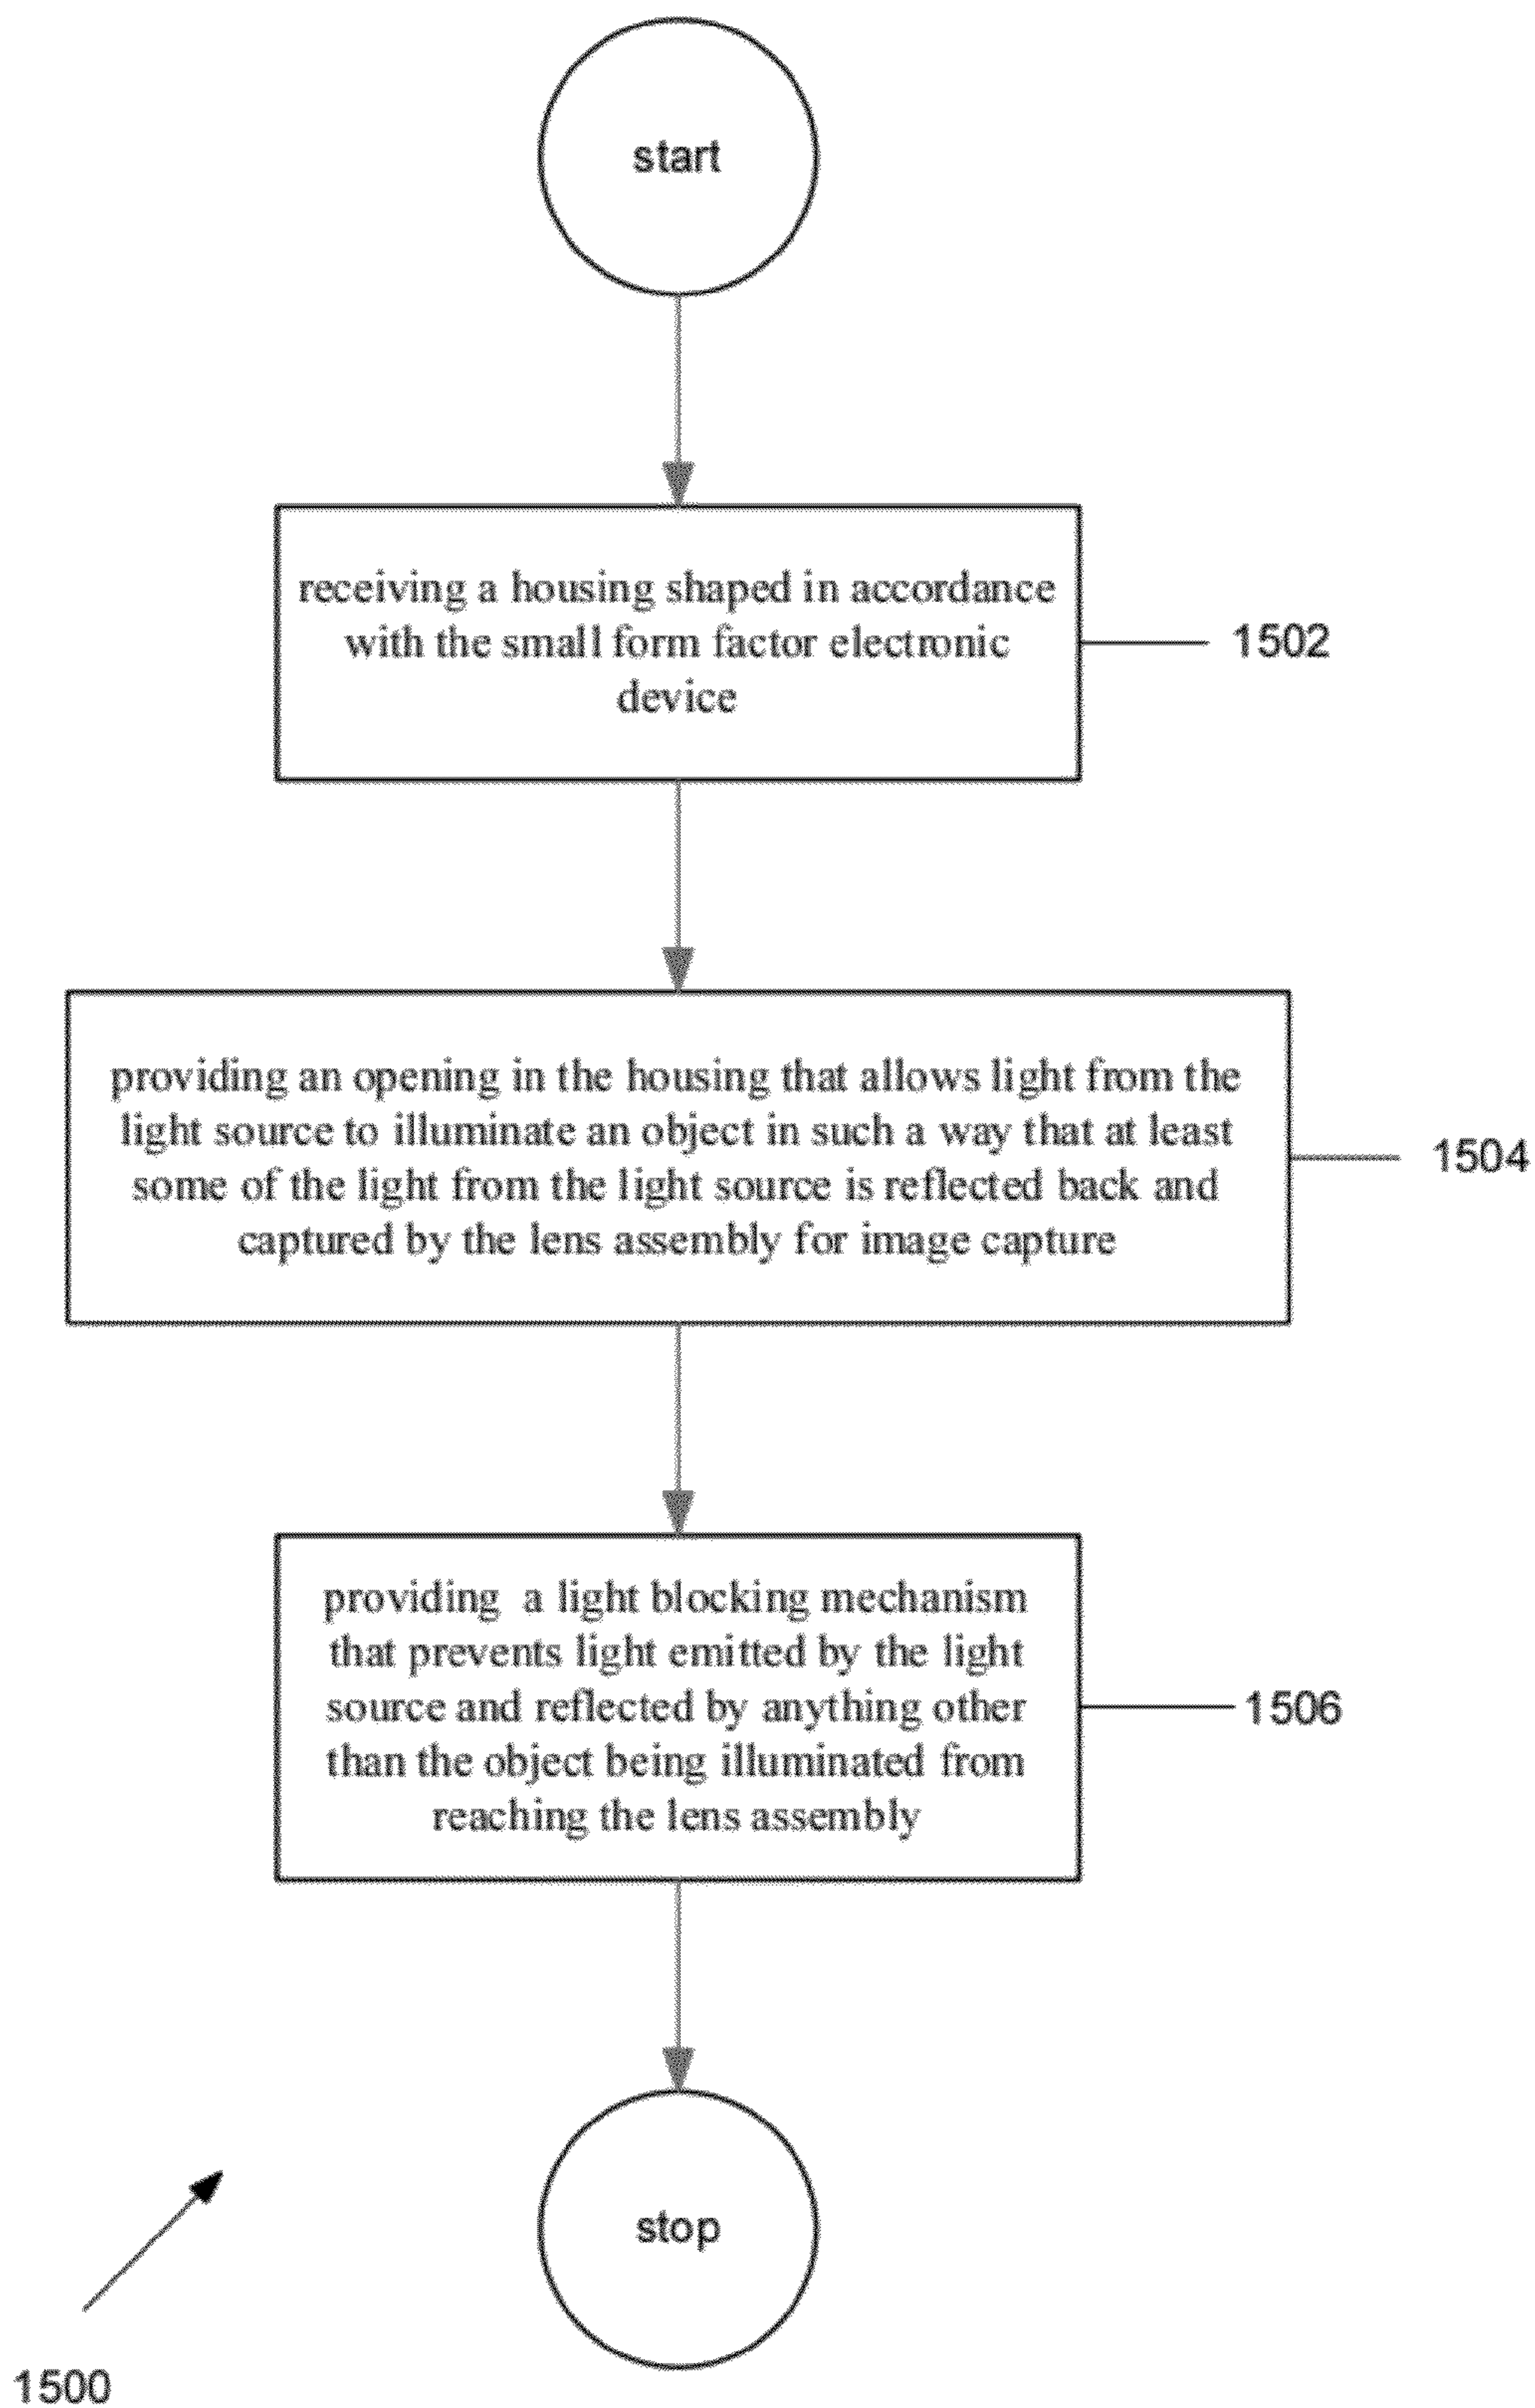 start
receiving a housing shaped in accordance
with the small form factor electronic
device
1502
providing an opening in the housing that allows light from the
light source to illuminate an object in such a way that at least
some of the light from the light source is reflected back and
captured by the lens assembly for image capture
1504
providing a light blocking mechanism
that prevents light emitted by the light
source and reflected by anything other
than the object being illuminated from
reaching the lens assembly
1506
stop
1500